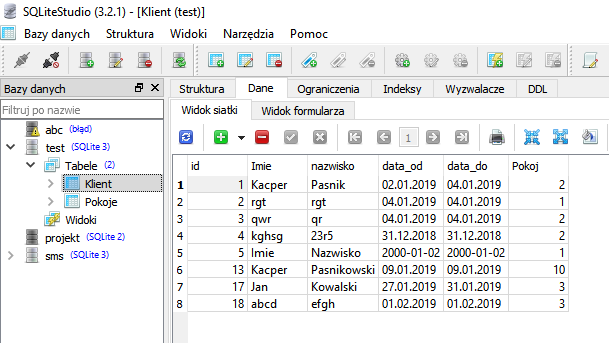 SQLiteStudio (3.2.1) - [Klient (test)]
Bazy danych Struktura Widoki Narzędzia Pomoc
Bazy danych
Filtruj po nazwie
abc (błąd)
test (SQLite 3)
Tabele (2)
Klient
Pokoje
Widoki
projekt (SQLite 2)
sms (SQLite 3)
Struktura Dane Ograniczenia Indeksy Wyzwalacze DDL
Widok siatki Widok formularza
1
id Imie nazwisko data_od data_do Pokoj
1 1 Kacper Pasnik 02.01.2019 04.01.2019 2
2 2 rgt rgt 04.01.2019 04.01.2019 1
3 3 qwr qr 04.01.2019 04.01.2019 2
4 4 kghsg 23r5 31.12.2018 31.12.2018 2
5 5 Imie Nazwisko 2000-01-02 2000-01-02 1
6 13 Kacper Pasnikowski 09.01.2019 09.01.2019 10
7 17 Jan Kowalski 27.01.2019 31.01.2019 3
8 18 abcd efgh 01.02.2019 01.02.2019 3